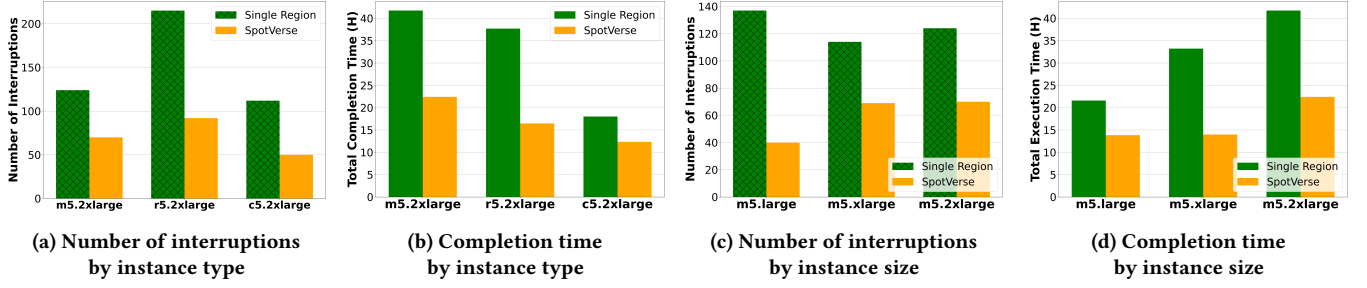 Number of Interruptions
200
150
100
50
0
Single Region
SpotVerse
m5.2xlarge
r5.2xlarge
c5.2xlarge
(a) Number of interruptions
by instance type
Total Completion Time (H)
40
35
30
25
20
15
10
5
0
Single Region
SpotVerse
m5.2xlarge
r5.2xlarge
c5.2xlarge
(b) Completion time
by instance type
Number of Interruptions
140
120
100
80
60
40
20
0
Single Region
SpotVerse
m5.large
m5.xlarge
m5.2xlarge
(c) Number of interruptions
by instance size
Total Execution Time (H)
40
35
30
25
20
15
10
5
0
Single Region
SpotVerse
m5.large
m5.xlarge
m5.2xlarge
(d) Completion time
by instance size